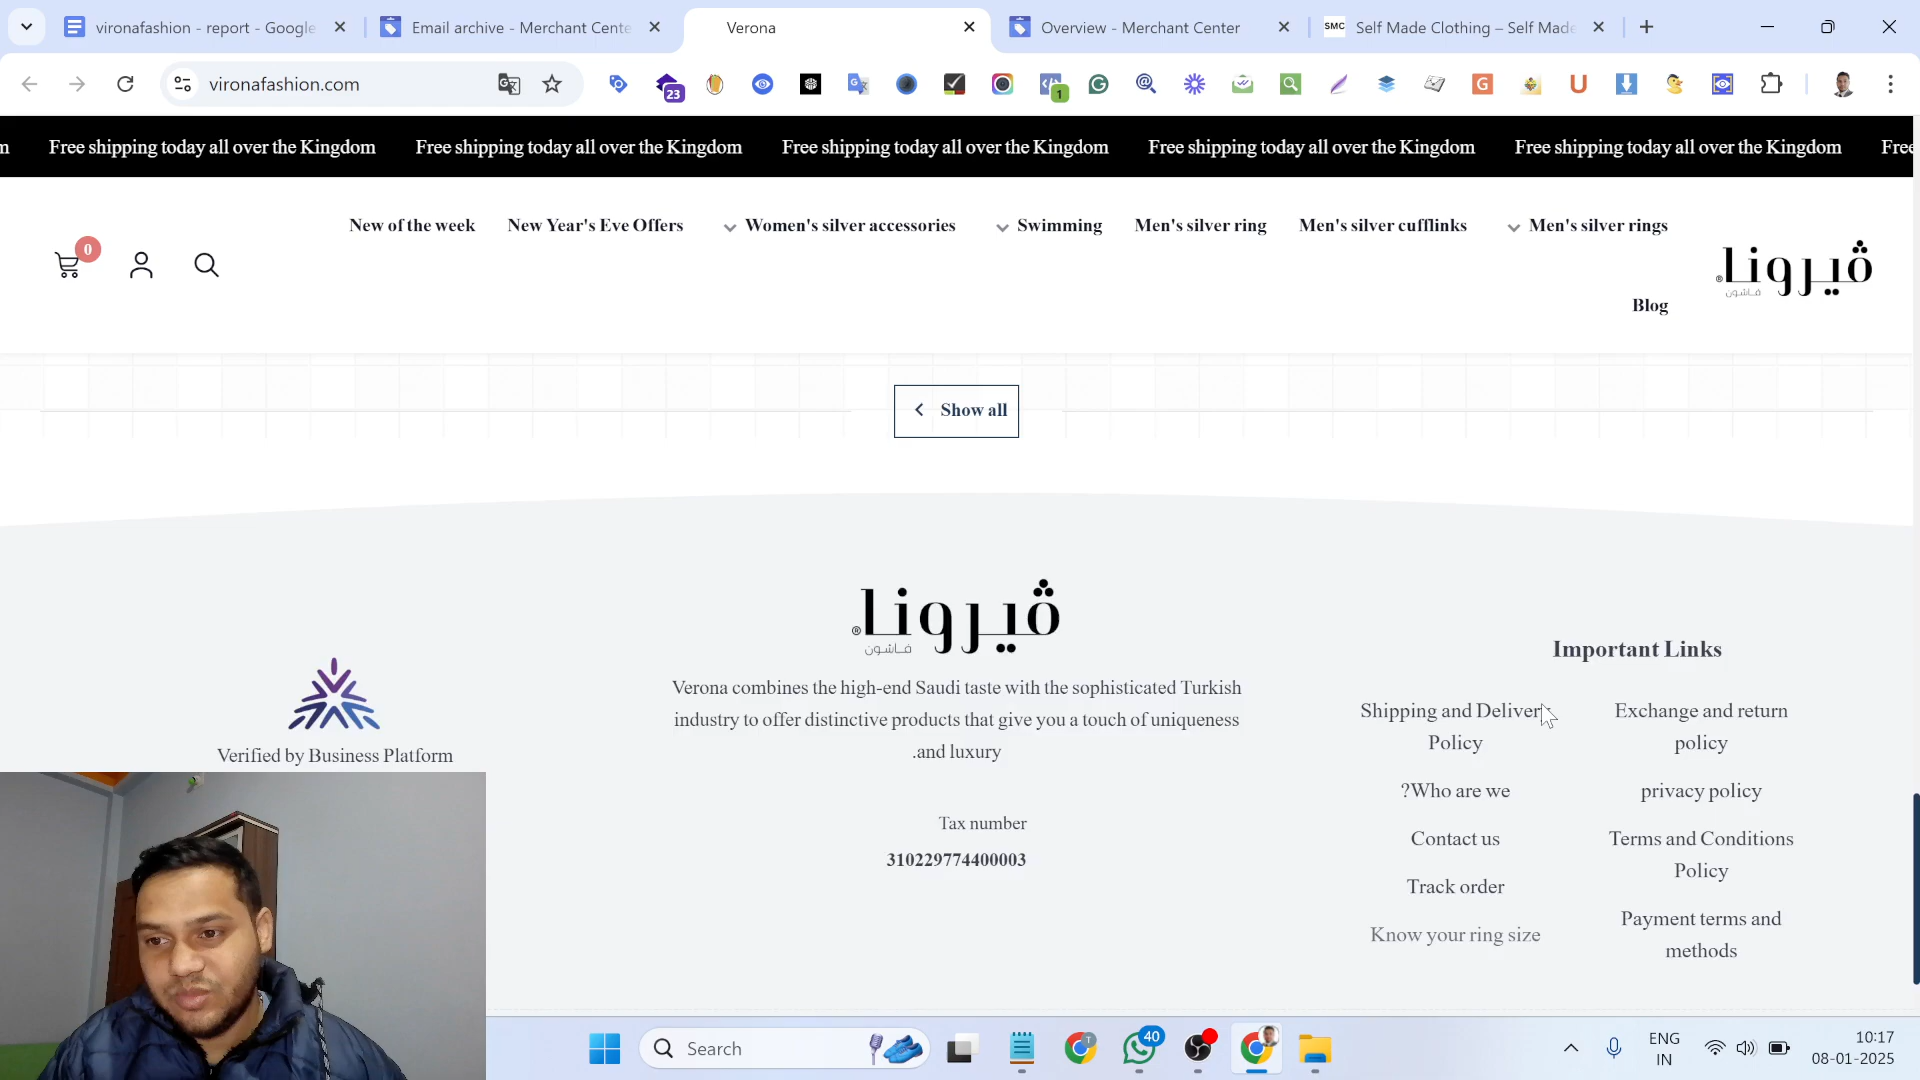 vironafashion - report - Google
Email archive - Merchant Cente
Verona
Overview - Merchant Center
SMC
Self Made Clothing – Self Made
vironafashion.com
23
1
m
Free shipping today all over the Kingdom
Free shipping today all over the Kingdom
Free shipping today all over the Kingdom
Free shipping today all over the Kingdom
Free shipping today all over the Kingdom
Free
0
New of the week
New Year's Eve Offers
Women's silver accessories
Swimming
Men's silver ring
Men's silver cufflinks
Men's silver rings
Blog
ڤيرونا
®
فاشون
Show all
ڤيرونا
®
فاشون
Verona combines the high-end Saudi taste with the sophisticated Turkish
industry to offer distinctive products that give you a touch of uniqueness
.and luxury
Tax number
310229774400003
Verified by Business Platform
Important Links
Shipping and Delivery
Policy
?Who are we
Contact us
Track order
Know your ring size
Exchange and return
policy
privacy policy
Terms and Conditions
Policy
Payment terms and
methods
Search
40
ENG
IN
10:17
08-01-2025